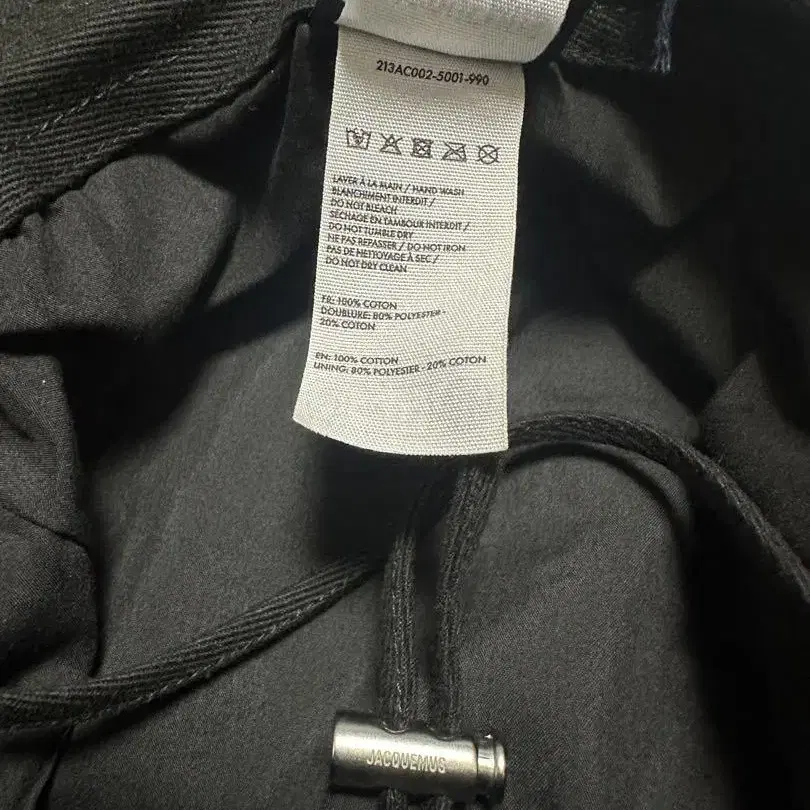 213AC002-5001-990
LAVER À LA MAIN / HAND WASH
BLANCHIMENT INTERDIT /
DO NOT BLEACH
SÉCHAGE EN TAMBOUR INTERDIT /
DO NOT TUMBLE DRY
NE PAS REPASSER / DO NOT IRON
PAS DE NETTOYAGE À SEC /
DO NOT DRY CLEAN
FR: 100% COTON
DOUBLURE: 80% POLYESTER -
20% COTON
EN: 100% COTTON
LINING: 80% POLYESTER - 20% COTON
JACQUEMUS